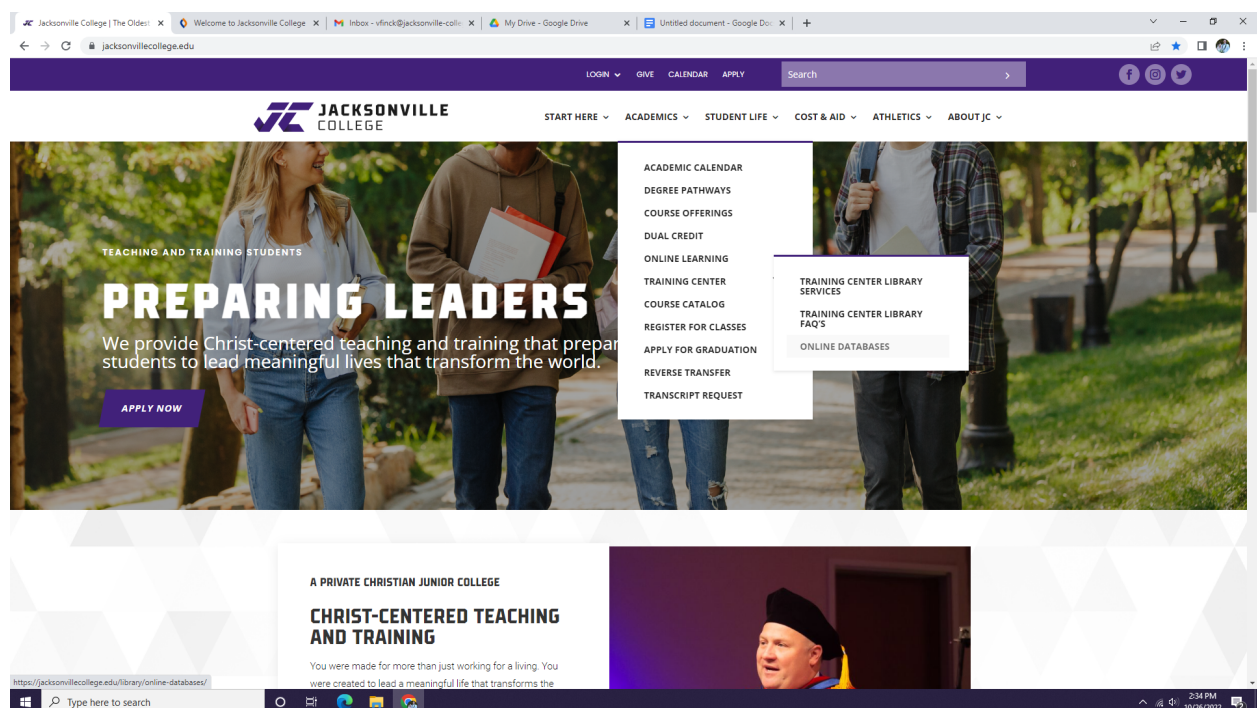 Jacksonville College | The Oldest
Welcome to Jacksonville College
Inbox - vfinck@jacksonville-colle
My Drive - Google Drive
Untitled document - Google Doc
jacksonvillecollege.edu
LOGIN GIVE CALENDAR APPLY Search
JC JACKSONVILLE
COLLEGE
START HERE ACADEMICS STUDENT LIFE COST & AID ATHLETICS ABOUT JC
ACADEMIC CALENDAR
DEGREE PATHWAYS
COURSE OFFERINGS
DUAL CREDIT
ONLINE LEARNING
TRAINING CENTER
COURSE CATALOG
REGISTER FOR CLASSES
APPLY FOR GRADUATION
REVERSE TRANSFER
TRANSCRIPT REQUEST
TRAINING CENTER LIBRARY
SERVICES
TRAINING CENTER LIBRARY
FAQ'S
ONLINE DATABASES
TEACHING AND TRAINING STUDENTS
PREPARING LEADERS
We provide Christ-centered teaching and training that prepar
students to lead meaningful lives that transform the world.
APPLY NOW
A PRIVATE CHRISTIAN JUNIOR COLLEGE
CHRIST-CENTERED TEACHING
AND TRAINING
You were made for more than just working for a living. You
were created to lead a meaningful life that transforms the
https://jacksonvillecollege.edu/library/online-databases/
Type here to search
2:34 PM
10/26/2022